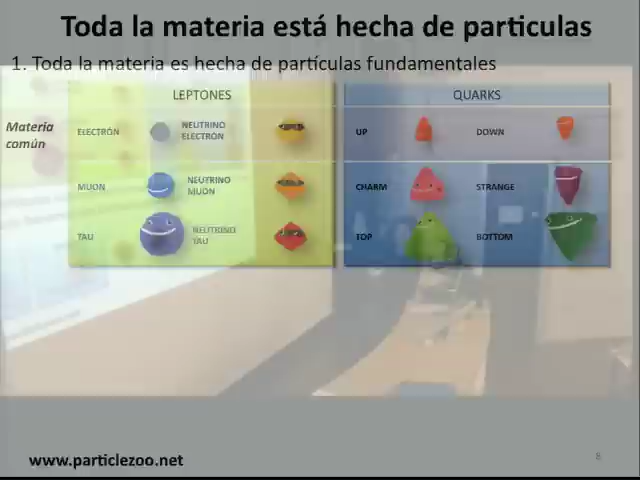 Toda la materia está hecha de particulas
1. Toda la materia es hecha de partículas fundamentales
LEPTONES
QUARKS
Materia
común
ELECTRÓN
NEUTRINO
ELECTRÓN
UP
DOWN
MUON
NEUTRINO
MUON
CHARM
STRANGE
TAU
NEUTRINO
TAU
TOP
BOTTOM
www.particlezoo.net
8